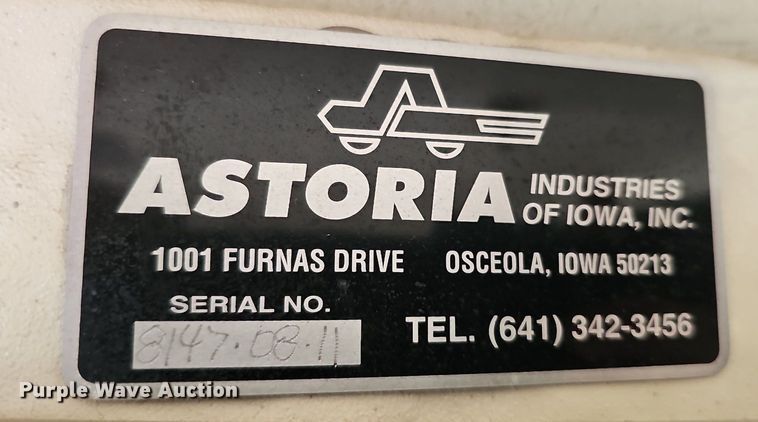 ASTORIA INDUSTRIES
OF IOWA, INC.
1001 FURNAS DRIVE OSCEOLA, IOWA 50213
SERIAL NO.
8147·08·11
TEL. (641) 342-3456
Purple Wave Auction